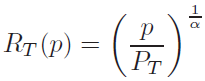 R_T(p) = \left( \frac{p}{P_T} \right)^{\frac{1}{\alpha}}